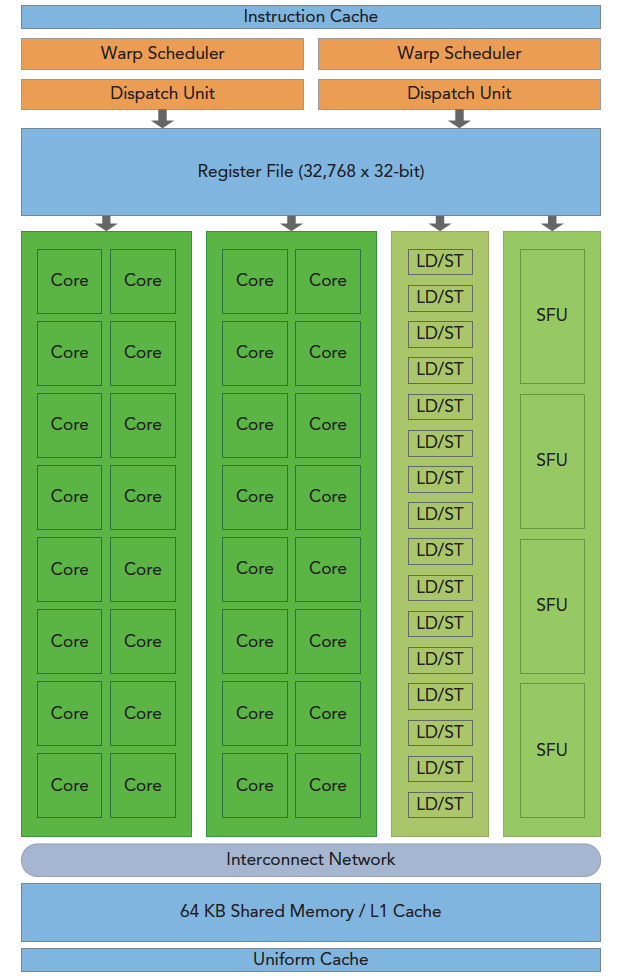 Instruction Cache
Warp Scheduler Warp Scheduler
Dispatch Unit Dispatch Unit
Register File (32,768 x 32-bit)
Core Core Core Core LD/ST
LD/ST
SFU
Core Core Core Core LD/ST
LD/ST
Core Core Core Core LD/ST
LD/ST
SFU
Core Core Core Core LD/ST
LD/ST
Core Core Core Core LD/ST
LD/ST
SFU
Core Core Core Core LD/ST
LD/ST
Core Core Core Core LD/ST
LD/ST
SFU
Core Core Core Core LD/ST
LD/ST
Interconnect Network
64 KB Shared Memory / L1 Cache
Uniform Cache